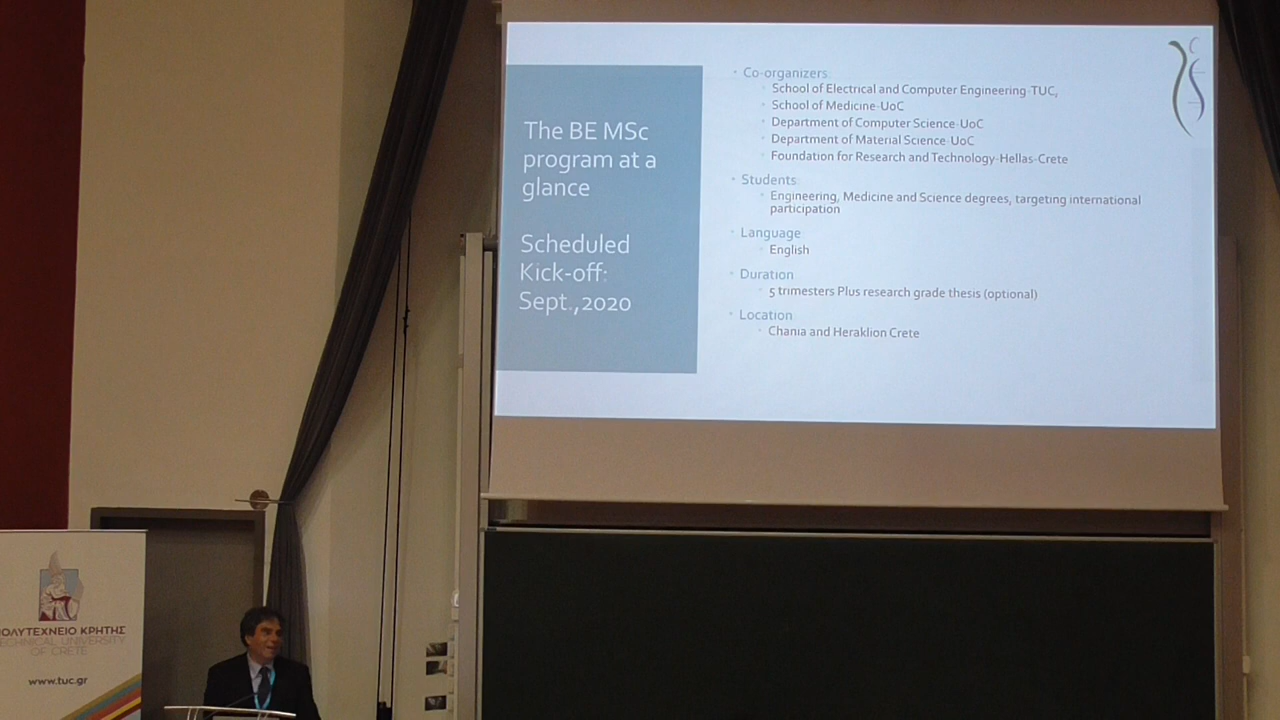 The BE MSc
program at a
glance
Scheduled
Kick-off:
Sept.,2020
Co-organizers
School of Electrical and Computer Engineering-TUC,
School of Medicine-UoC
Department of Computer Science-UoC
Department of Material Science-UoC
Foundation for Research and Technology-Hellas-Crete
Students
Engineering, Medicine and Science degrees, targeting international
participation
Language
English
Duration
5 trimesters Plus research grade thesis (optional)
Location
Chania and Heraklion Crete
ΟΛΥΤΕΧΝΕΙΟ ΚΡΗΤΗΣ
ECHNICAL UNIVERSITY
OF CRETE
www.tuc.gr